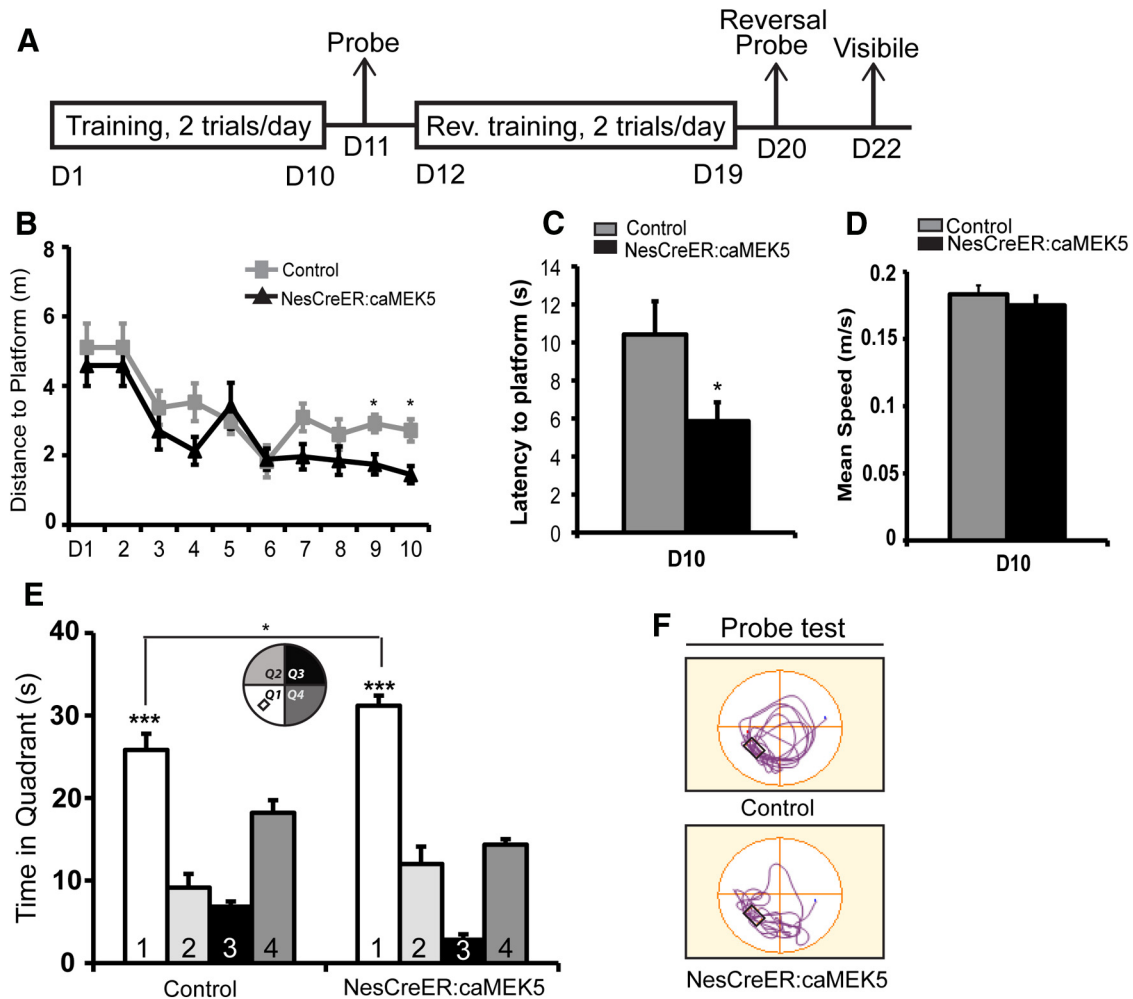 A
Training, 2 trials/day
D1
D10
Probe
D11
Rev. training, 2 trials/day
D12
D19
Reversal
Probe
D20
Visibile
D22
B
Distance to Platform (m)
8
6
4
2
0
Control
NesCreER:caMEK5
* *
D1 2 3 4 5 6 7 8 9 10
C
Control
NesCreER:caMEK5
Latency to platform (s)
14
12
10
8
6
4
2
0
*
D10
D
Control
NesCreER:caMEK5
Mean Speed (m/s)
0.2
0.15
0.1
0.05
0
D10
E
Time in Quadrant (s)
40
30
20
10
0
*
***
***
Q2 Q3
Q1 Q4
1 2 3 4
1 2 3 4
Control
NesCreER:caMEK5
F
Probe test
Control
NesCreER:caMEK5